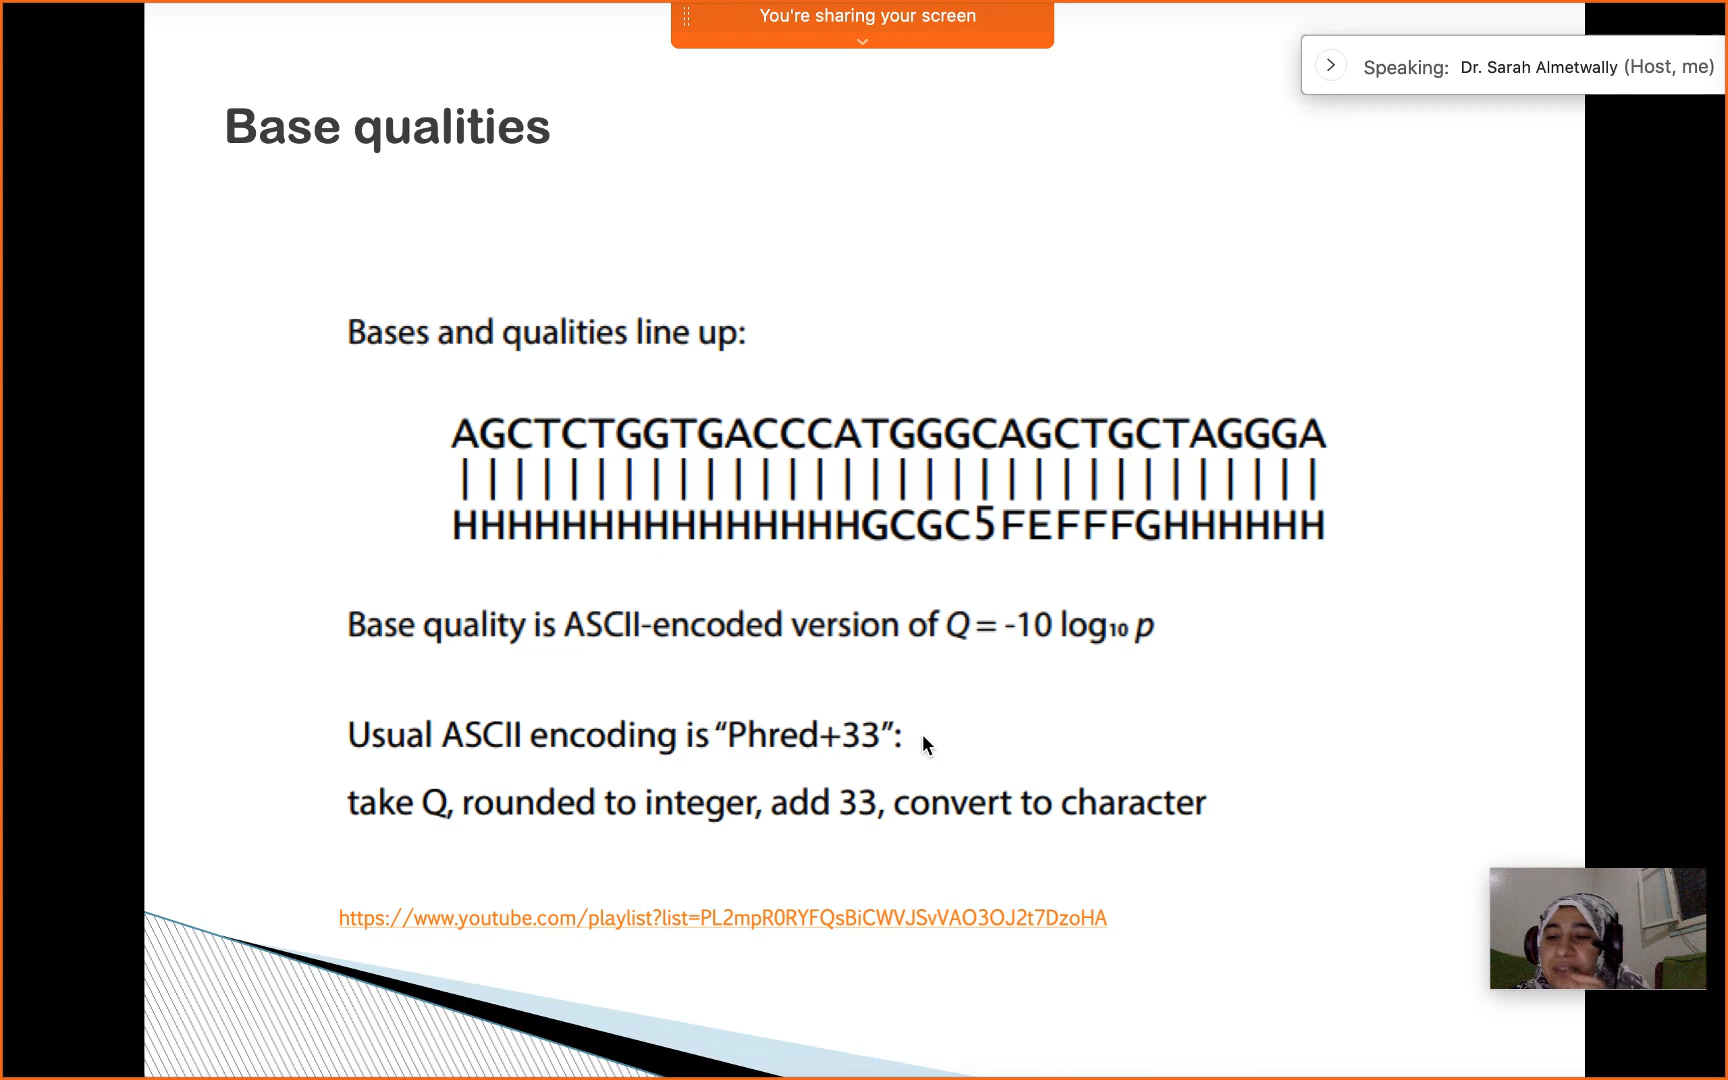 You're sharing your screen
Speaking: Dr. Sarah Almetwally (Host, me)
Base qualities
Bases and qualities line up:
AGCTCTGGTGACCCATGGGCAGCTGCTAGGGA
||||||||||||||||||||||||||||||||
HHHHHHHHHHHHHHHGCGC5FEFFFGHHHHHH
Base quality is ASCII-encoded version of Q = -10 log₁₀ p
Usual ASCII encoding is “Phred+33”:
take Q, rounded to integer, add 33, convert to character
https://www.youtube.com/playlist?list=PL2mpR0RYFQsBiCWVJSvVAO3OJ2t7DzoHA